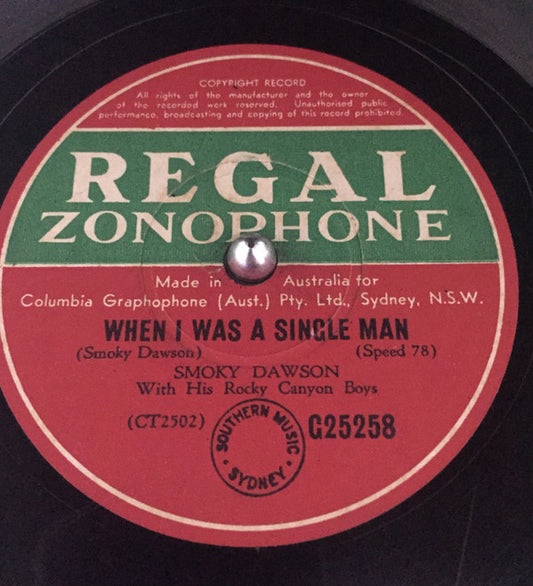 COPYRIGHT RECORD
All rights of the manufacturer and the owner
of the recorded work reserved. Unauthorised public
performance, broadcasting and copying of this record prohibited.
REGAL
ZONOPHONE
Made in Australia for
Columbia Graphophone (Aust.) Pty. Ltd., Sydney, N.S.W.
WHEN I WAS A SINGLE MAN
(Smoky Dawson) (Speed 78)
SMOKY DAWSON
With His Rocky Canyon Boys
(CT2502) G25258
SOUTHERN MUSIC
· SYDNEY ·